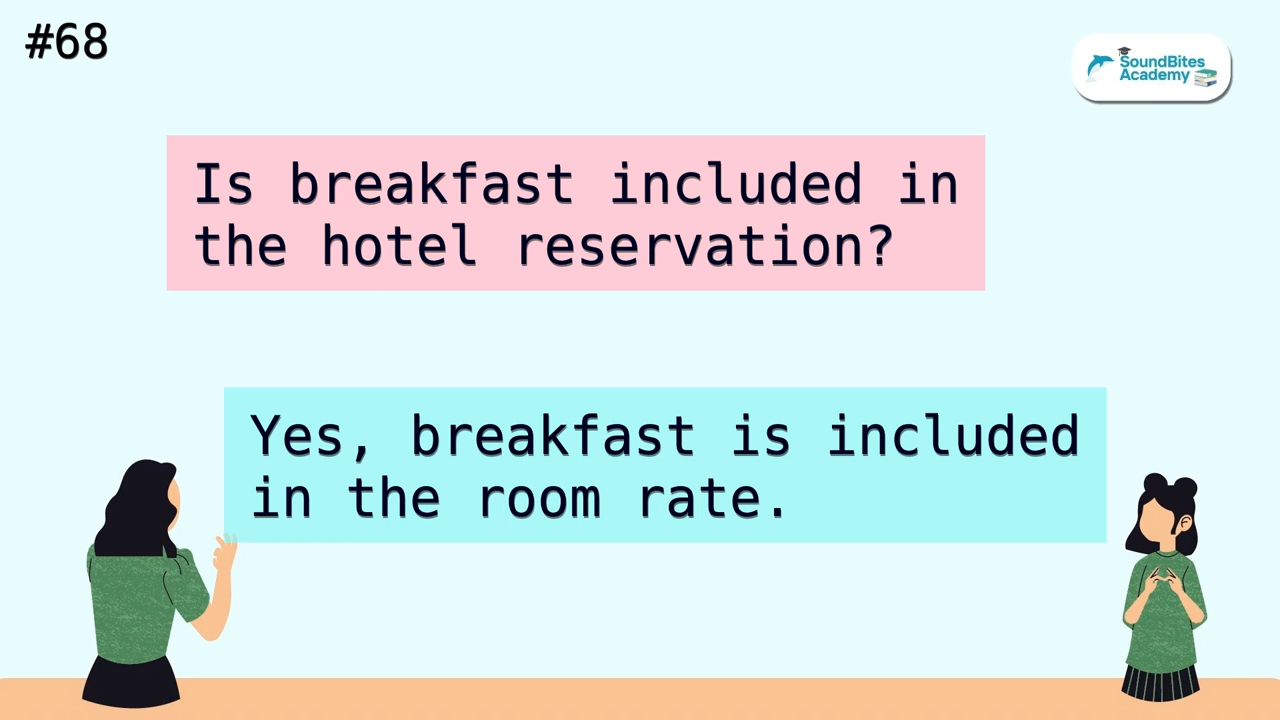 #68
SoundBites
Academy
Is breakfast included in
the hotel reservation?
Yes, breakfast is included
in the room rate.